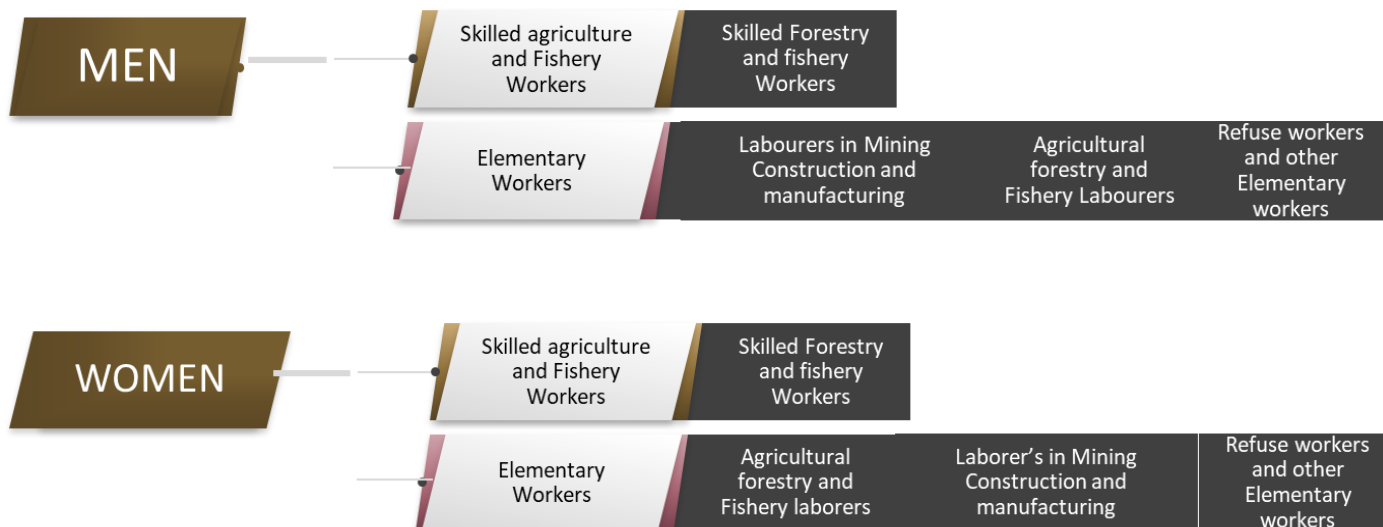 MEN
Skilled agriculture
and Fishery
Workers
Skilled Forestry
and fishery
Workers
Elementary
Workers
Labourers in Mining
Construction and
manufacturing
Agricultural
forestry and
Fishery Labourers
Refuse workers
and other
Elementary
workers
WOMEN
Skilled agriculture
and Fishery
Workers
Skilled Forestry
and fishery
Workers
Elementary
Workers
Agricultural
forestry and
Fishery laborers
Laborer’s in Mining
Construction and
manufacturing
Refuse workers
and other
Elementary
workers